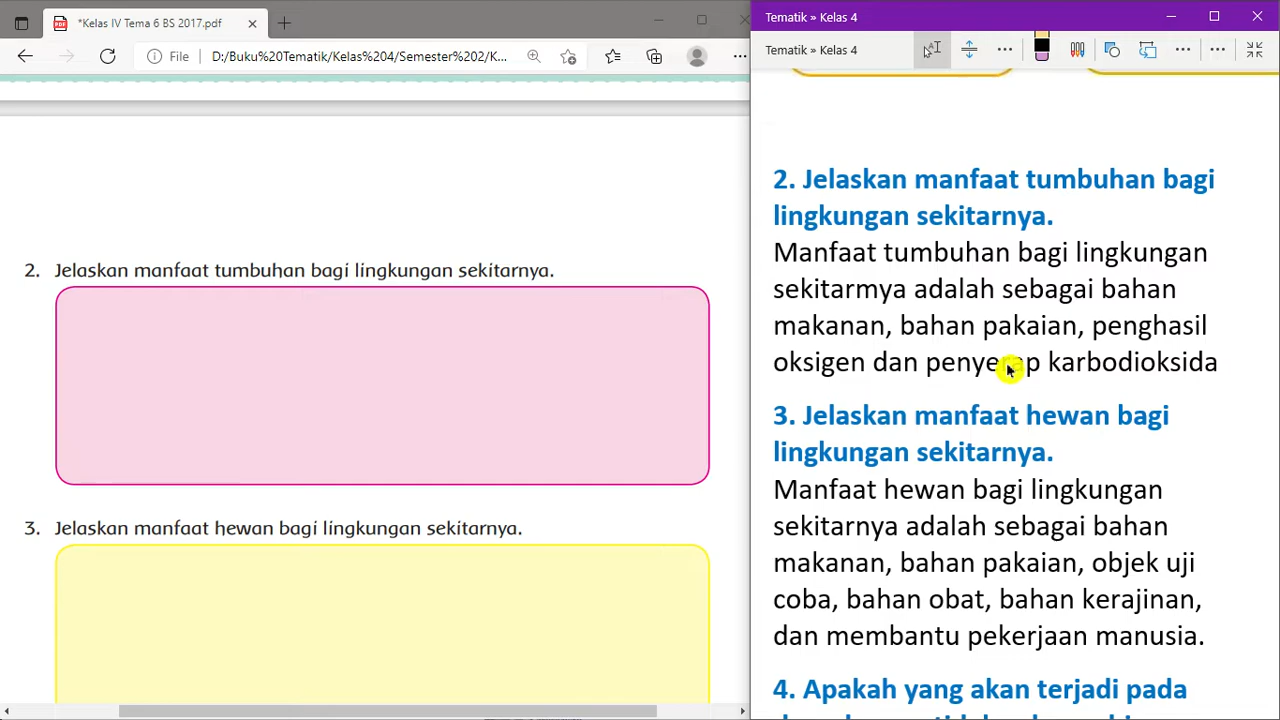 *Kelas IV Tema 6 BS 2017.pdf
File
D:/Buku%20Tematik/Kelas%204/Semester%202/K...
2. Jelaskan manfaat tumbuhan bagi lingkungan sekitarnya.
3. Jelaskan manfaat hewan bagi lingkungan sekitarnya.
Tematik » Kelas 4
Tematik » Kelas 4
2. Jelaskan manfaat tumbuhan bagi
lingkungan sekitarnya.
Manfaat tumbuhan bagi lingkungan
sekitarmya adalah sebagai bahan
makanan, bahan pakaian, penghasil
oksigen dan penyerap karbodioksida
3. Jelaskan manfaat hewan bagi
lingkungan sekitarnya.
Manfaat hewan bagi lingkungan
sekitarnya adalah sebagai bahan
makanan, bahan pakaian, objek uji
coba, bahan obat, bahan kerajinan,
dan membantu pekerjaan manusia.
4. Apakah yang akan terjadi pada